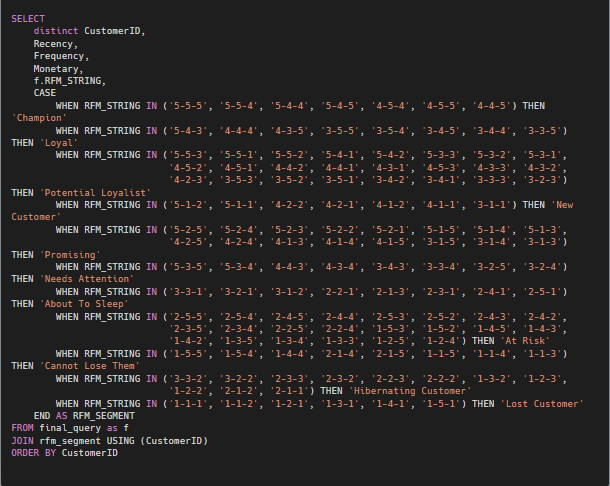 SELECT
distinct CustomerID,
Recency,
Frequency,
Monetary,
f.RFM_STRING,
CASE
WHEN RFM_STRING IN ('5-5-5', '5-5-4', '5-4-4', '5-4-5', '4-5-4', '4-5-5', '4-4-5') THEN
'Champion'
WHEN RFM_STRING IN ('5-4-3', '4-4-4', '4-3-5', '3-5-5', '3-5-4', '3-4-5', '3-4-4', '3-3-5')
THEN 'Loyal'
WHEN RFM_STRING IN ('5-5-3', '5-5-1', '5-5-2', '5-4-1', '5-4-2', '5-3-3', '5-3-2', '5-3-1',
'4-5-2', '4-5-1', '4-4-2', '4-4-1', '4-3-1', '4-5-3', '4-3-3', '4-3-2',
'4-2-3', '3-5-3', '3-5-2', '3-5-1', '3-4-2', '3-4-1', '3-3-3', '3-2-3')
THEN 'Potential Loyalist'
WHEN RFM_STRING IN ('5-1-2', '5-1-1', '4-2-2', '4-2-1', '4-1-2', '4-1-1', '3-1-1') THEN 'New
Customer'
WHEN RFM_STRING IN ('5-2-5', '5-2-4', '5-2-3', '5-2-2', '5-2-1', '5-1-5', '5-1-4', '5-1-3',
'4-2-5', '4-2-4', '4-1-3', '4-1-4', '4-1-5', '3-1-5', '3-1-4', '3-1-3')
THEN 'Promising'
WHEN RFM_STRING IN ('5-3-5', '5-3-4', '4-4-3', '4-3-4', '3-4-3', '3-3-4', '3-2-5', '3-2-4')
THEN 'Needs Attention'
WHEN RFM_STRING IN ('3-3-1', '3-2-1', '3-1-2', '2-2-1', '2-1-3', '2-3-1', '2-4-1', '2-5-1')
THEN 'About To Sleep'
WHEN RFM_STRING IN ('2-5-5', '2-5-4', '2-4-5', '2-4-4', '2-5-3', '2-5-2', '2-4-3', '2-4-2',
'2-3-5', '2-3-4', '2-2-5', '2-2-4', '1-5-3', '1-5-2', '1-4-5', '1-4-3',
'1-4-2', '1-3-5', '1-3-4', '1-3-3', '1-2-5', '1-2-4') THEN 'At Risk'
WHEN RFM_STRING IN ('1-5-5', '1-5-4', '1-4-4', '2-1-4', '2-1-5', '1-1-5', '1-1-4', '1-1-3')
THEN 'Cannot Lose Them'
WHEN RFM_STRING IN ('3-3-2', '3-2-2', '2-3-3', '2-3-2', '2-2-3', '2-2-2', '1-3-2', '1-2-3',
'1-2-2', '2-1-2', '2-1-1') THEN 'Hibernating Customer'
WHEN RFM_STRING IN ('1-1-1', '1-1-2', '1-2-1', '1-3-1', '1-4-1', '1-5-1') THEN 'Lost Customer'
END AS RFM_SEGMENT
FROM final_query as f
JOIN rfm_segment USING (CustomerID)
ORDER BY CustomerID